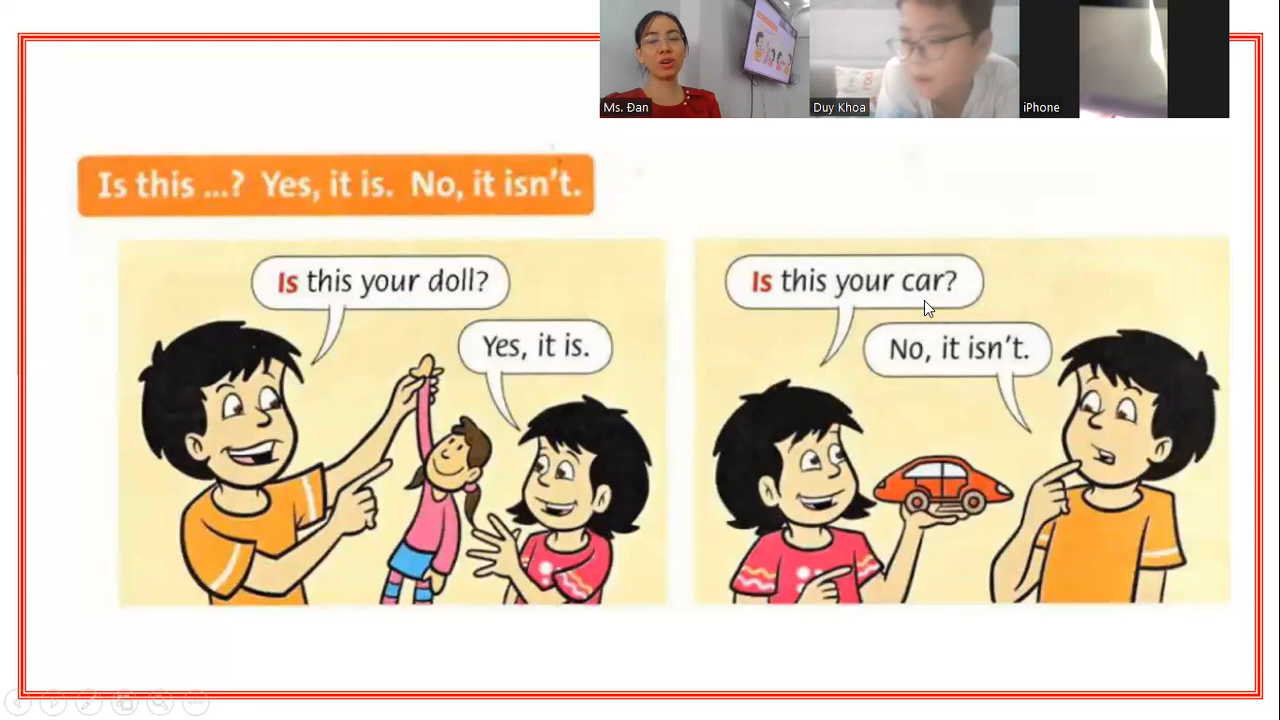 Ms. Đan
Duy Khoa
iPhone
Is this ...? Yes, it is. No, it isn't.
Is this your doll?
Yes, it is.
Is this your car?
No, it isn't.